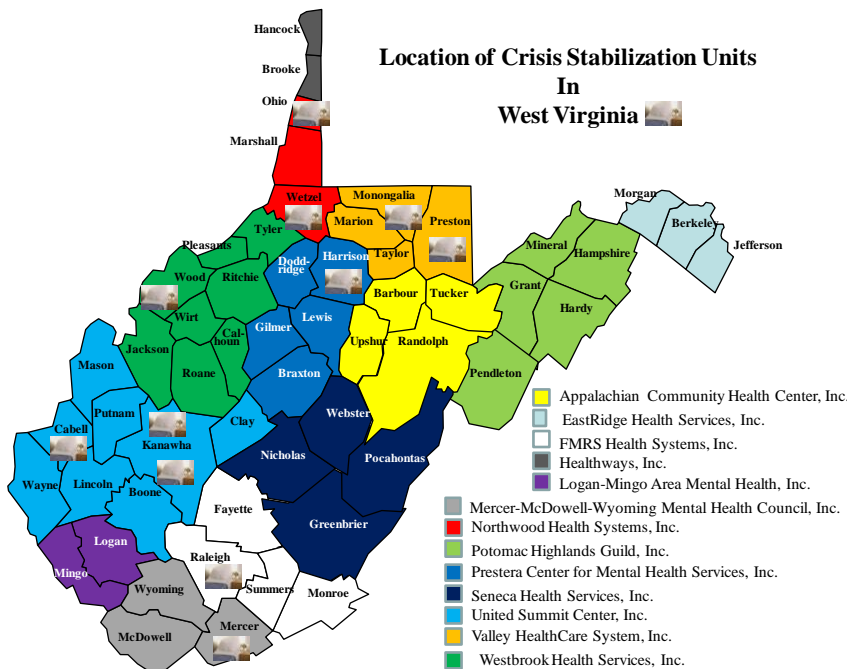 Location of Crisis Stabilization Units
In
West Virginia
Hancock
Brooke
Ohio
Marshall
Wetzel
Monongalia
Marion
Preston
Taylor
Tyler
Pleasants
Wood
Ritchie
Dodd-
ridge
Harrison
Wirt
Cal-
houn
Jackson
Roane
Gilmer
Lewis
Braxton
Barbour
Tucker
Upshur
Randolph
Morgan
Berkeley
Jefferson
Mineral
Hampshire
Grant
Hardy
Pendleton
Mason
Putnam
Cabell
Kanawha
Clay
Wayne
Lincoln
Boone
Webster
Nicholas
Pocahontas
Greenbrier
Fayette
Raleigh
Summers
Monroe
Logan
Mingo
Wyoming
McDowell
Mercer
Appalachian Community Health Center, Inc.
EastRidge Health Services, Inc.
FMRS Health Systems, Inc.
Healthways, Inc.
Logan-Mingo Area Mental Health, Inc.
Mercer-McDowell-Wyoming Mental Health Council, Inc.
Northwood Health Systems, Inc.
Potomac Highlands Guild, Inc.
Prestera Center for Mental Health Services, Inc.
Seneca Health Services, Inc.
United Summit Center, Inc.
Valley HealthCare System, Inc.
Westbrook Health Services, Inc.